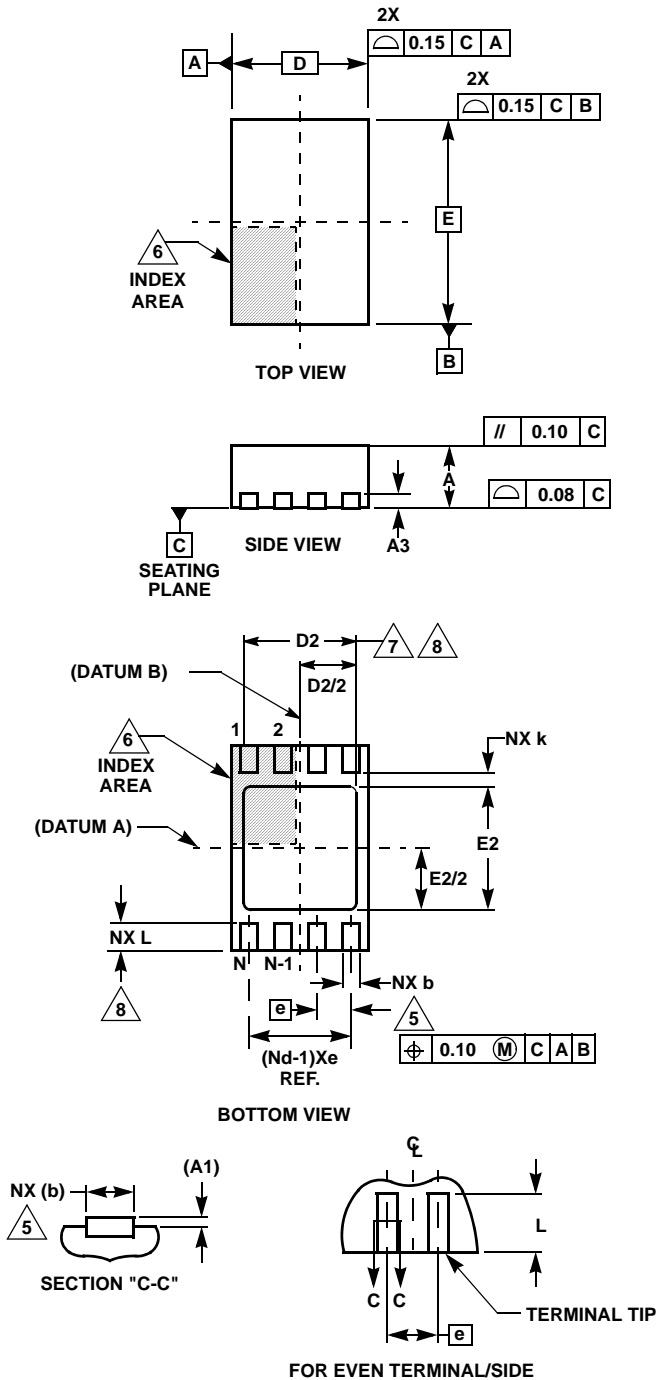 2X
0.15 C A
A
D
2X
0.15 C B
E
6
INDEX
AREA
B
TOP VIEW
// 0.10 C
A
0.08 C
C
SIDE VIEW
A3
SEATING
PLANE
D2
7 8
(DATUM B)
D2/2
1 2
6
INDEX
AREA
NX k
(DATUM A)
E2
E2/2
NX L
N N-1
NX b
8
e
5
(Nd-1)Xe
REF.
⌖ 0.10 Ⓜ C A B
BOTTOM VIEW
(A1)
NX (b)
5
SECTION "C-C"
C
L
L
C C
TERMINAL TIP
e
FOR EVEN TERMINAL/SIDE